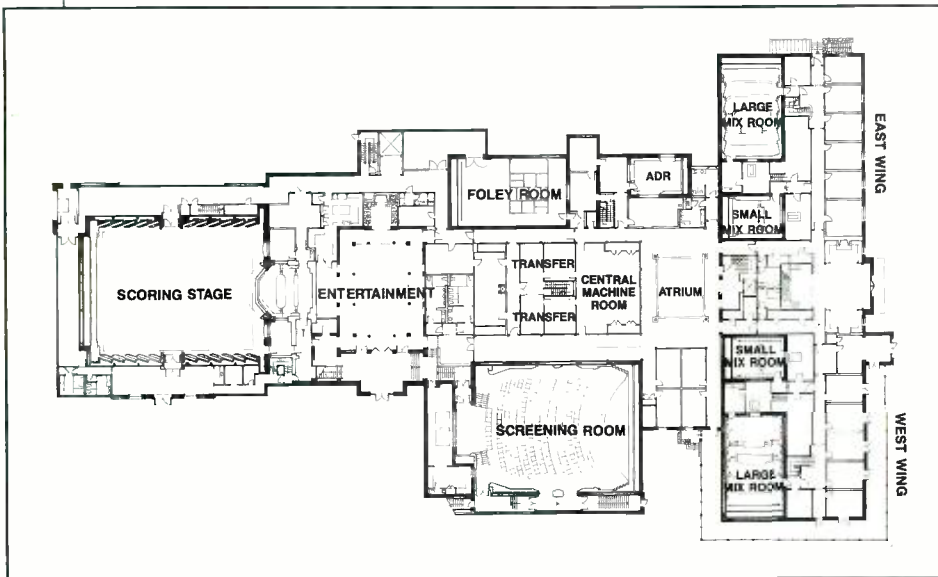 LARGE
MIX ROOM
EAST WING
FOLEY ROOM
ADR
SMALL
MIX ROOM
SCORING STAGE
ENTERTAINMENT
TRANSFER
CENTRAL
MACHINE
ROOM
TRANSFER
ATRIUM
SMALL
MIX ROOM
SCREENING ROOM
LARGE
MIX ROOM
WEST WING